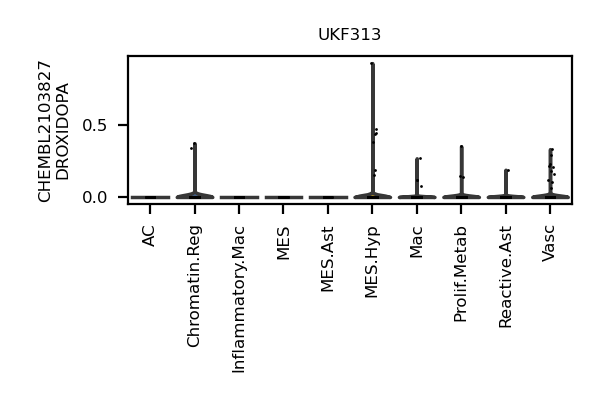 UKF313
CHEMBL2103827
DROXIDOPA
0.5
0.0
AC
Chromatin.Reg
Inflammatory.Mac
MES
MES.Ast
MES.Hyp
Mac
Prolif.Metab
Reactive.Ast
Vasc